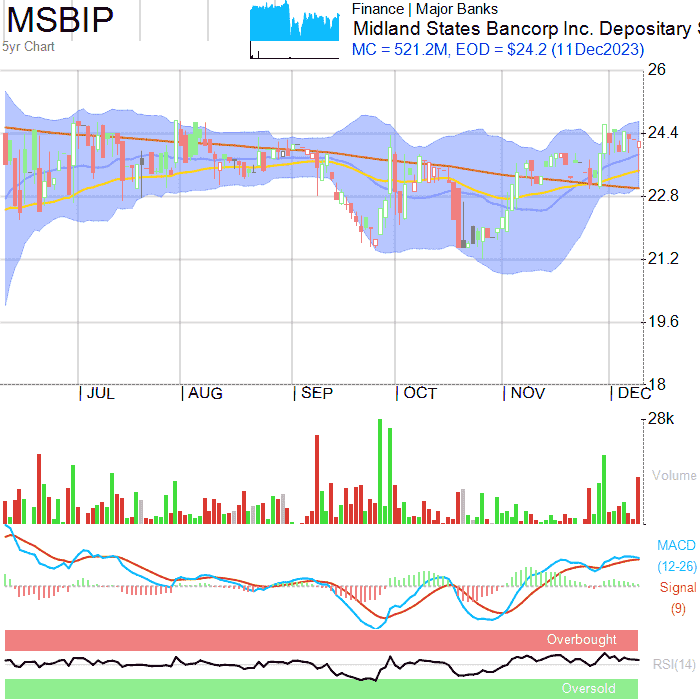 MSBIP
5yr Chart
Finance | Major Banks
Midland States Bancorp Inc. Depositary S
MC = 521.2M, EOD = $24.2 (11Dec2023)
26
24.4
22.8
21.2
19.6
18
JUL
AUG
SEP
OCT
NOV
DEC
28k
Volume
MACD
(12-26)
Signal
(9)
Overbought
RSI(14)
Oversold